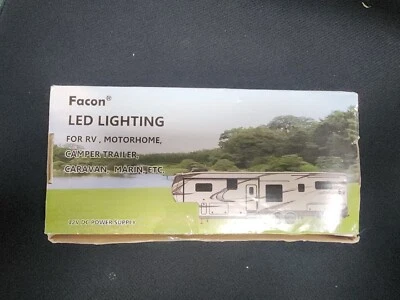 Facon®
LED LIGHTING
FOR RV, MOTORHOME,
CAMPER TRAILER,
CARAVAN, MARIN, ETC
12V DC POWER SUPPLY